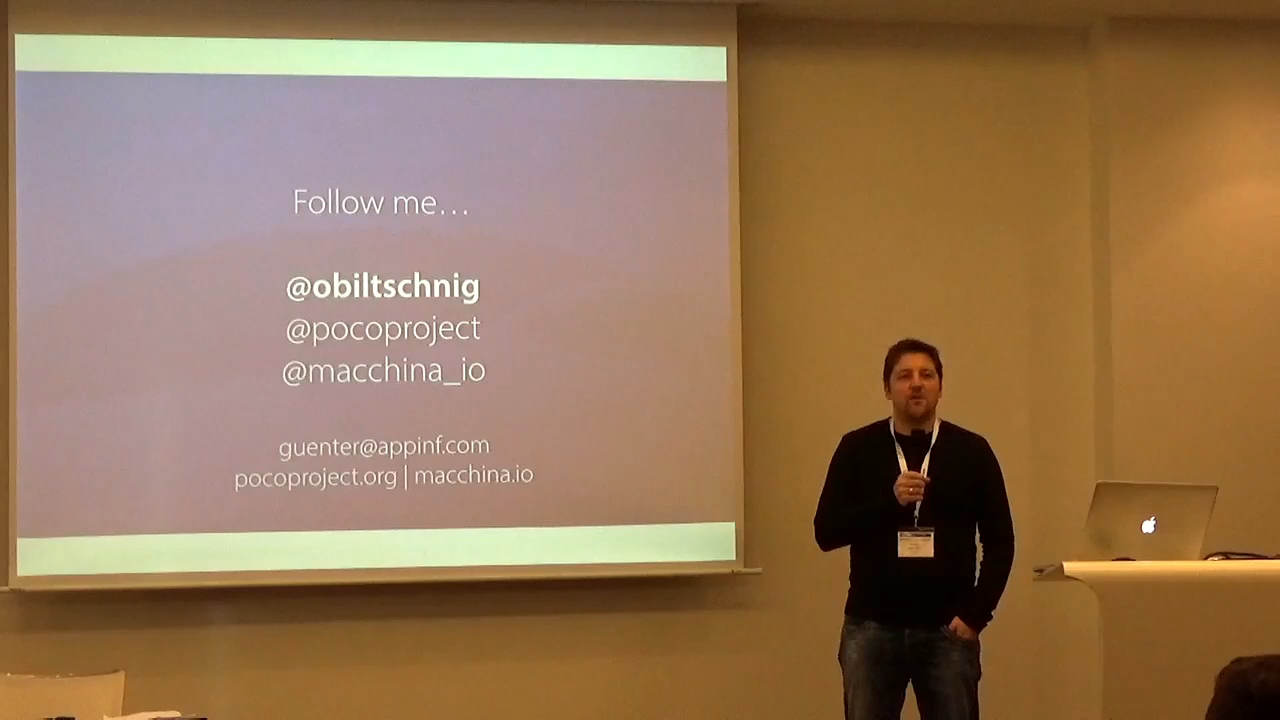 Follow me...
@obiltschnig
@pocoproject
@macchina_io
guenter@appinf.com
pocoproject.org | macchina.io